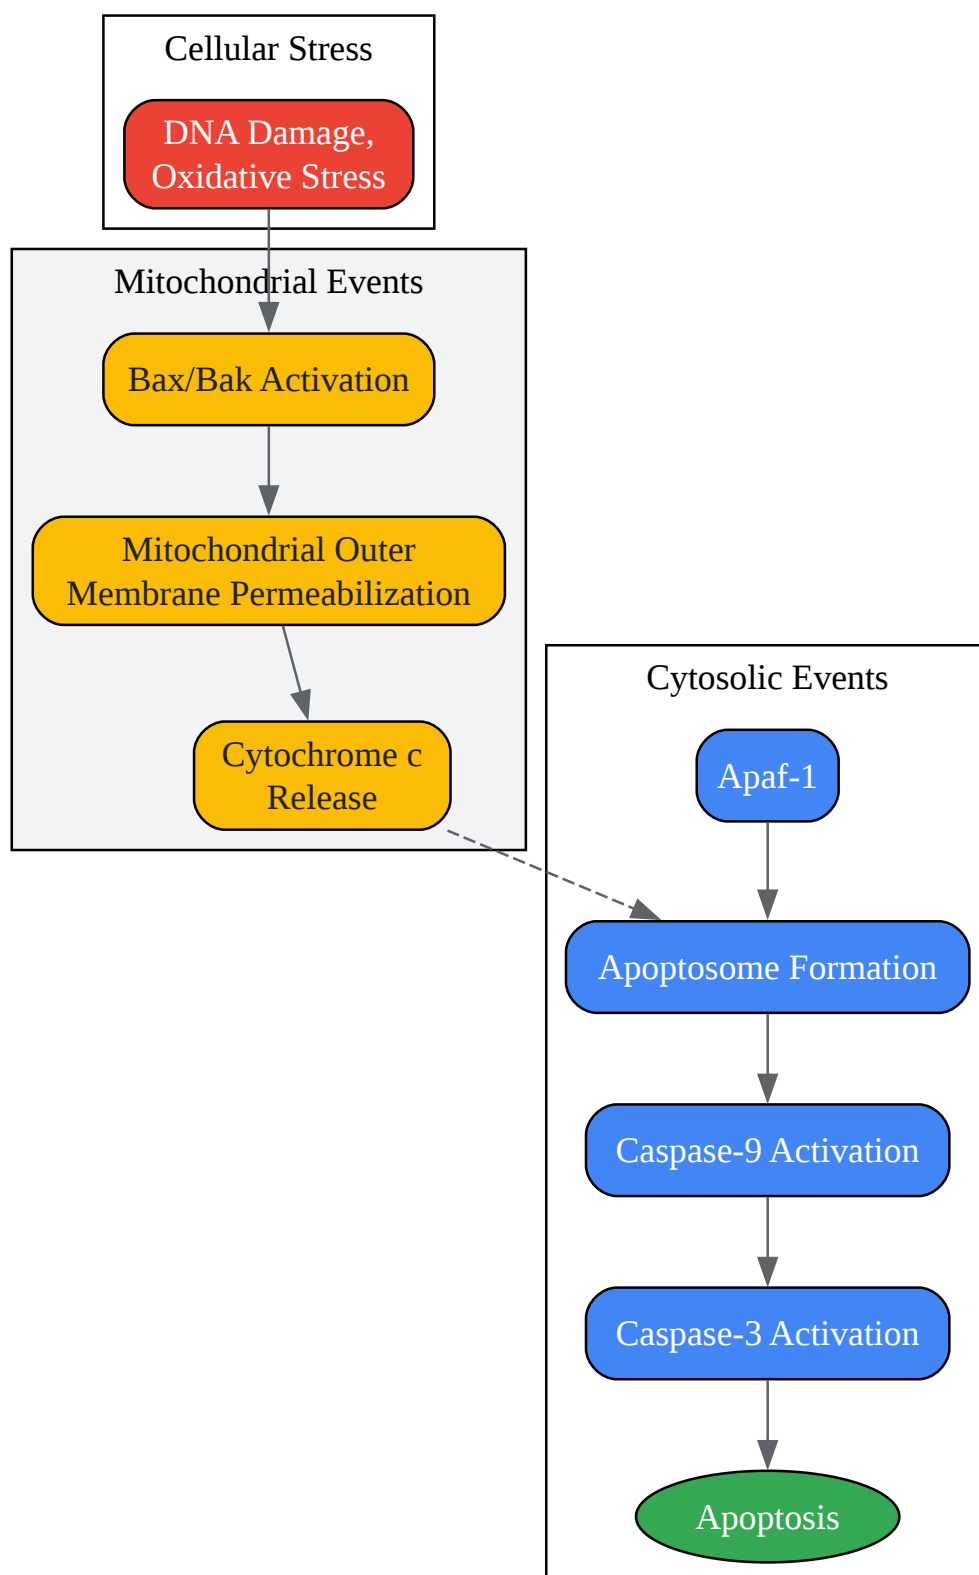 Cellular Stress
DNA Damage,
Oxidative Stress
Mitochondrial Events
Bax/Bak Activation
Mitochondrial Outer
Membrane Permeabilization
Cytochrome c
Release
Cytosolic Events
Apaf-1
Apoptosome Formation
Caspase-9 Activation
Caspase-3 Activation
Apoptosis